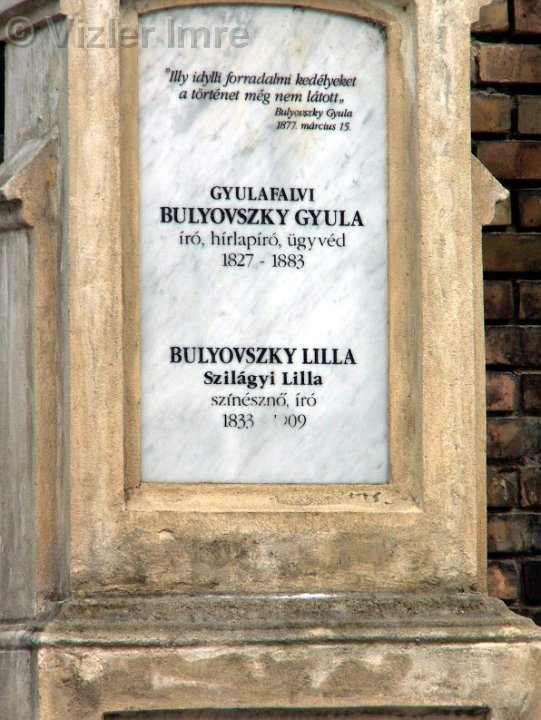 © Vizler Imre
"Illy idylli forradalmi kedélyeket
a történet még nem látott„
Bulyovszky Gyula
1877. március 15.
GYULAFALVI
BULYOVSZKY GYULA
író, hírlapíró, ügyvéd
1827 - 1883
BULYOVSZKY LILLA
Szilágyi Lilla
színésznő, író
1833 - 1909